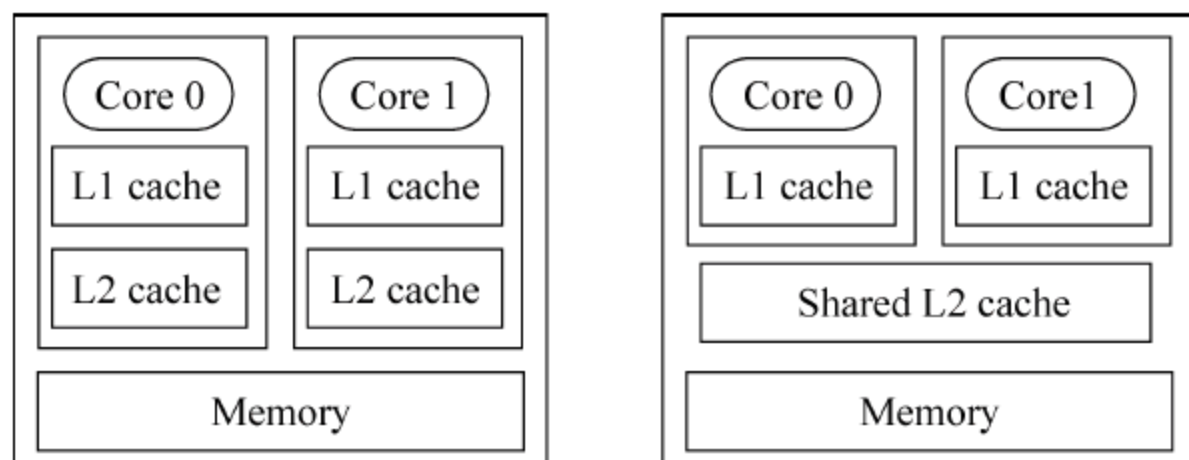 Core 0
Core 1
L1 cache
L1 cache
L2 cache
L2 cache
Memory
Core 0
Core1
L1 cache
L1 cache
Shared L2 cache
Memory